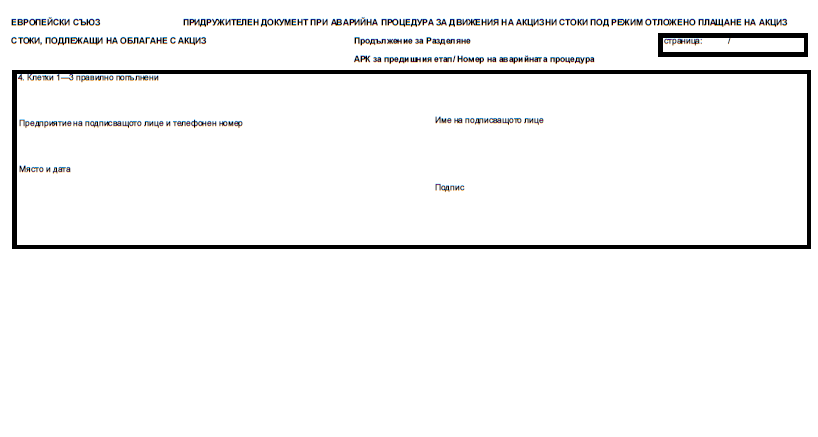 ЕВРОПЕЙСКИ СЪЮЗ ПРИДРУЖИТЕЛЕН ДОКУМЕНТ ПРИ АВАРИЙНА ПРОЦЕДУРА ЗА ДВИЖЕНИЯ НА АКЦИЗНИ СТОКИ ПОД РЕЖИМ ОТЛОЖЕНО ПЛАЩАНЕ НА АКЦИЗ
СТОКИ, ПОДЛЕЖАЩИ НА ОБЛАГАНЕ С АКЦИЗ Продължение за Разделяне страница: /
АРК за предишния етап/ Номер на аварийната процедура
4. Клетки 1—3 правилно попълнени
Предприятие на подписващото лице и телефонен номер Име на подписващото лице
Място и дата
Подпис